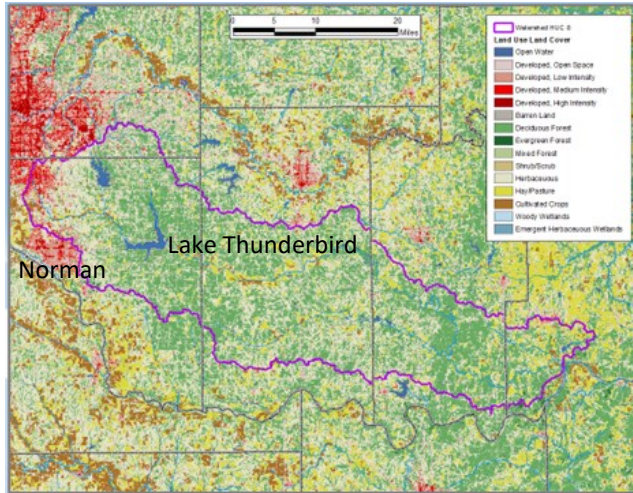 0 5 10 20
Miles
Watershed HUC 8
Land Use Land Cover
Open Water
Developed, Open Space
Developed, Low Intensity
Developed, Medium Intensity
Developed, High Intensity
Barren Land
Deciduous Forest
Evergreen Forest
Mixed Forest
Shrub/Scrub
Herbaceous
Hay/Pasture
Cultivated Crops
Woody Wetlands
Emergent Herbaceous Wetlands
Lake Thunderbird
Norman